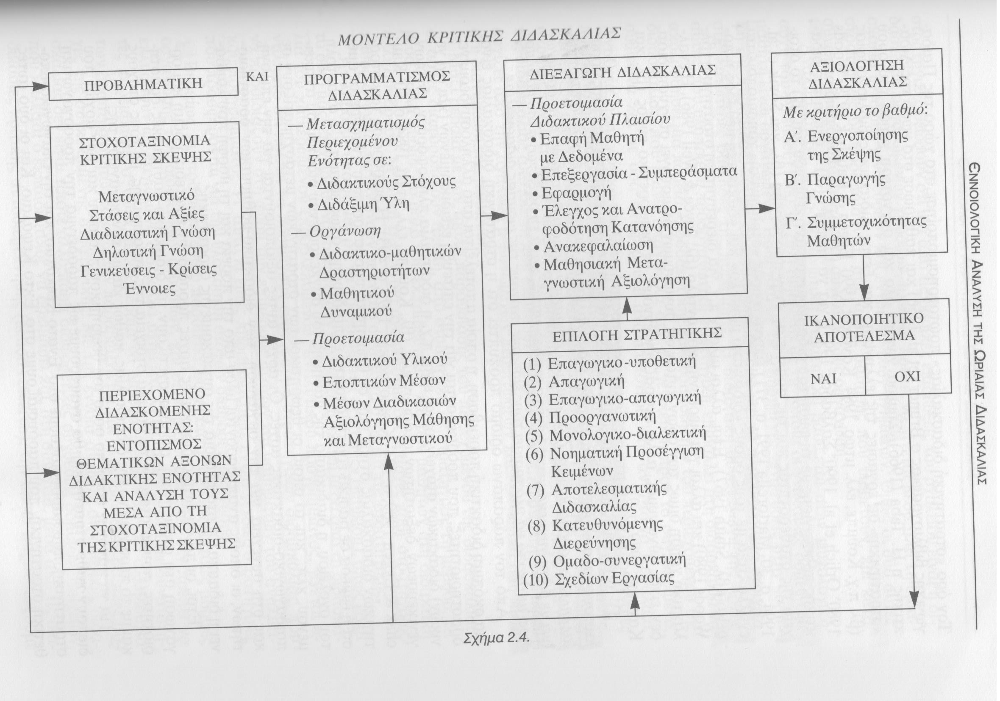 ΜΟΝΤΕΛΟ ΚΡΙΤΙΚΗΣ ΔΙΔΑΣΚΑΛΙΑΣ
ΠΡΟΒΛΗΜΑΤΙΚΗ
ΚΑΙ
ΣΤΟΧΟΤΑΞΙΝΟΜΙΑ
ΚΡΙΤΙΚΗΣ ΣΚΕΨΗΣ
Μεταγνωστικό
Στάσεις και Αξίες
Διαδικαστική Γνώση
Δηλωτική Γνώση
Γενικεύσεις - Κρίσεις
Έννοιες
ΠΕΡΙΕΧΟΜΕΝΟ
ΔΙΔΑΣΚΟΜΕΝΗΣ
ΕΝΟΤΗΤΑΣ:
ΕΝΤΟΠΙΣΜΟΣ
ΘΕΜΑΤΙΚΩΝ ΑΞΟΝΩΝ
ΔΙΔΑΚΤΙΚΗΣ ΕΝΟΤΗΤΑΣ
ΚΑΙ ΑΝΑΛΥΣΗ ΤΟΥΣ
ΜΕΣΑ ΑΠΟ ΤΗ
ΣΤΟΧΟΤΑΞΙΝΟΜΙΑ
ΤΗΣ ΚΡΙΤΙΚΗΣ ΣΚΕΨΗΣ
ΠΡΟΓΡΑΜΜΑΤΙΣΜΟΣ
ΔΙΔΑΣΚΑΛΙΑΣ
— Μετασχηματισμός
Περιεχομένου
Ενότητας σε:
• Διδακτικούς Στόχους
• Διδάξιμη Ύλη
— Οργάνωση
• Διδακτικο-μαθητικών
Δραστηριοτήτων
• Μαθητικού
Δυναμικού
— Προετοιμασία
• Διδακτικού Υλικού
• Εποπτικών Μέσων
• Μέσων Διαδικασιών
Αξιολόγησης Μάθησης
και Μεταγνωστικού
ΔΙΕΞΑΓΩΓΗ ΔΙΔΑΣΚΑΛΙΑΣ
— Προετοιμασία
Διδακτικού Πλαισίου
• Επαφή Μαθητή
με Δεδομένα
• Επεξεργασία - Συμπεράσματα
• Εφαρμογή
• Έλεγχος και Ανατρο-
φοδότηση Κατανόησης
• Ανακεφαλαίωση
• Μαθησιακή Μετα-
γνωστική Αξιολόγηση
ΕΠΙΛΟΓΗ ΣΤΡΑΤΗΓΙΚΗΣ
(1) Επαγωγικο-υποθετική
(2) Απαγωγική
(3) Επαγωγικο-απαγωγική
(4) Προοργανωτική
(5) Μονολογικο-διαλεκτική
(6) Νοηματική Προσέγγιση
Κειμένων
(7) Αποτελεσματικής
Διδασκαλίας
(8) Κατευθυνόμενης
Διερεύνησης
(9) Ομαδο-συνεργατική
(10) Σχεδίων Εργασίας
ΑΞΙΟΛΟΓΗΣΗ
ΔΙΔΑΣΚΑΛΙΑΣ
Με κριτήριο το βαθμό:
Α΄. Ενεργοποίησης
της Σκέψης
Β΄. Παραγωγής
Γνώσης
Γ΄. Συμμετοχικότητας
Μαθητών
ΙΚΑΝΟΠΟΙΗΤΙΚΟ
ΑΠΟΤΕΛΕΣΜΑ
ΝΑΙ
ΟΧΙ
Σχήμα 2.4.
ΕΝΝΟΙΟΛΟΓΙΚΗ ΑΝΑΛΥΣΗ ΤΗΣ ΩΡΙΑΙΑΣ ΔΙΔΑΣΚΑΛΙΑΣ